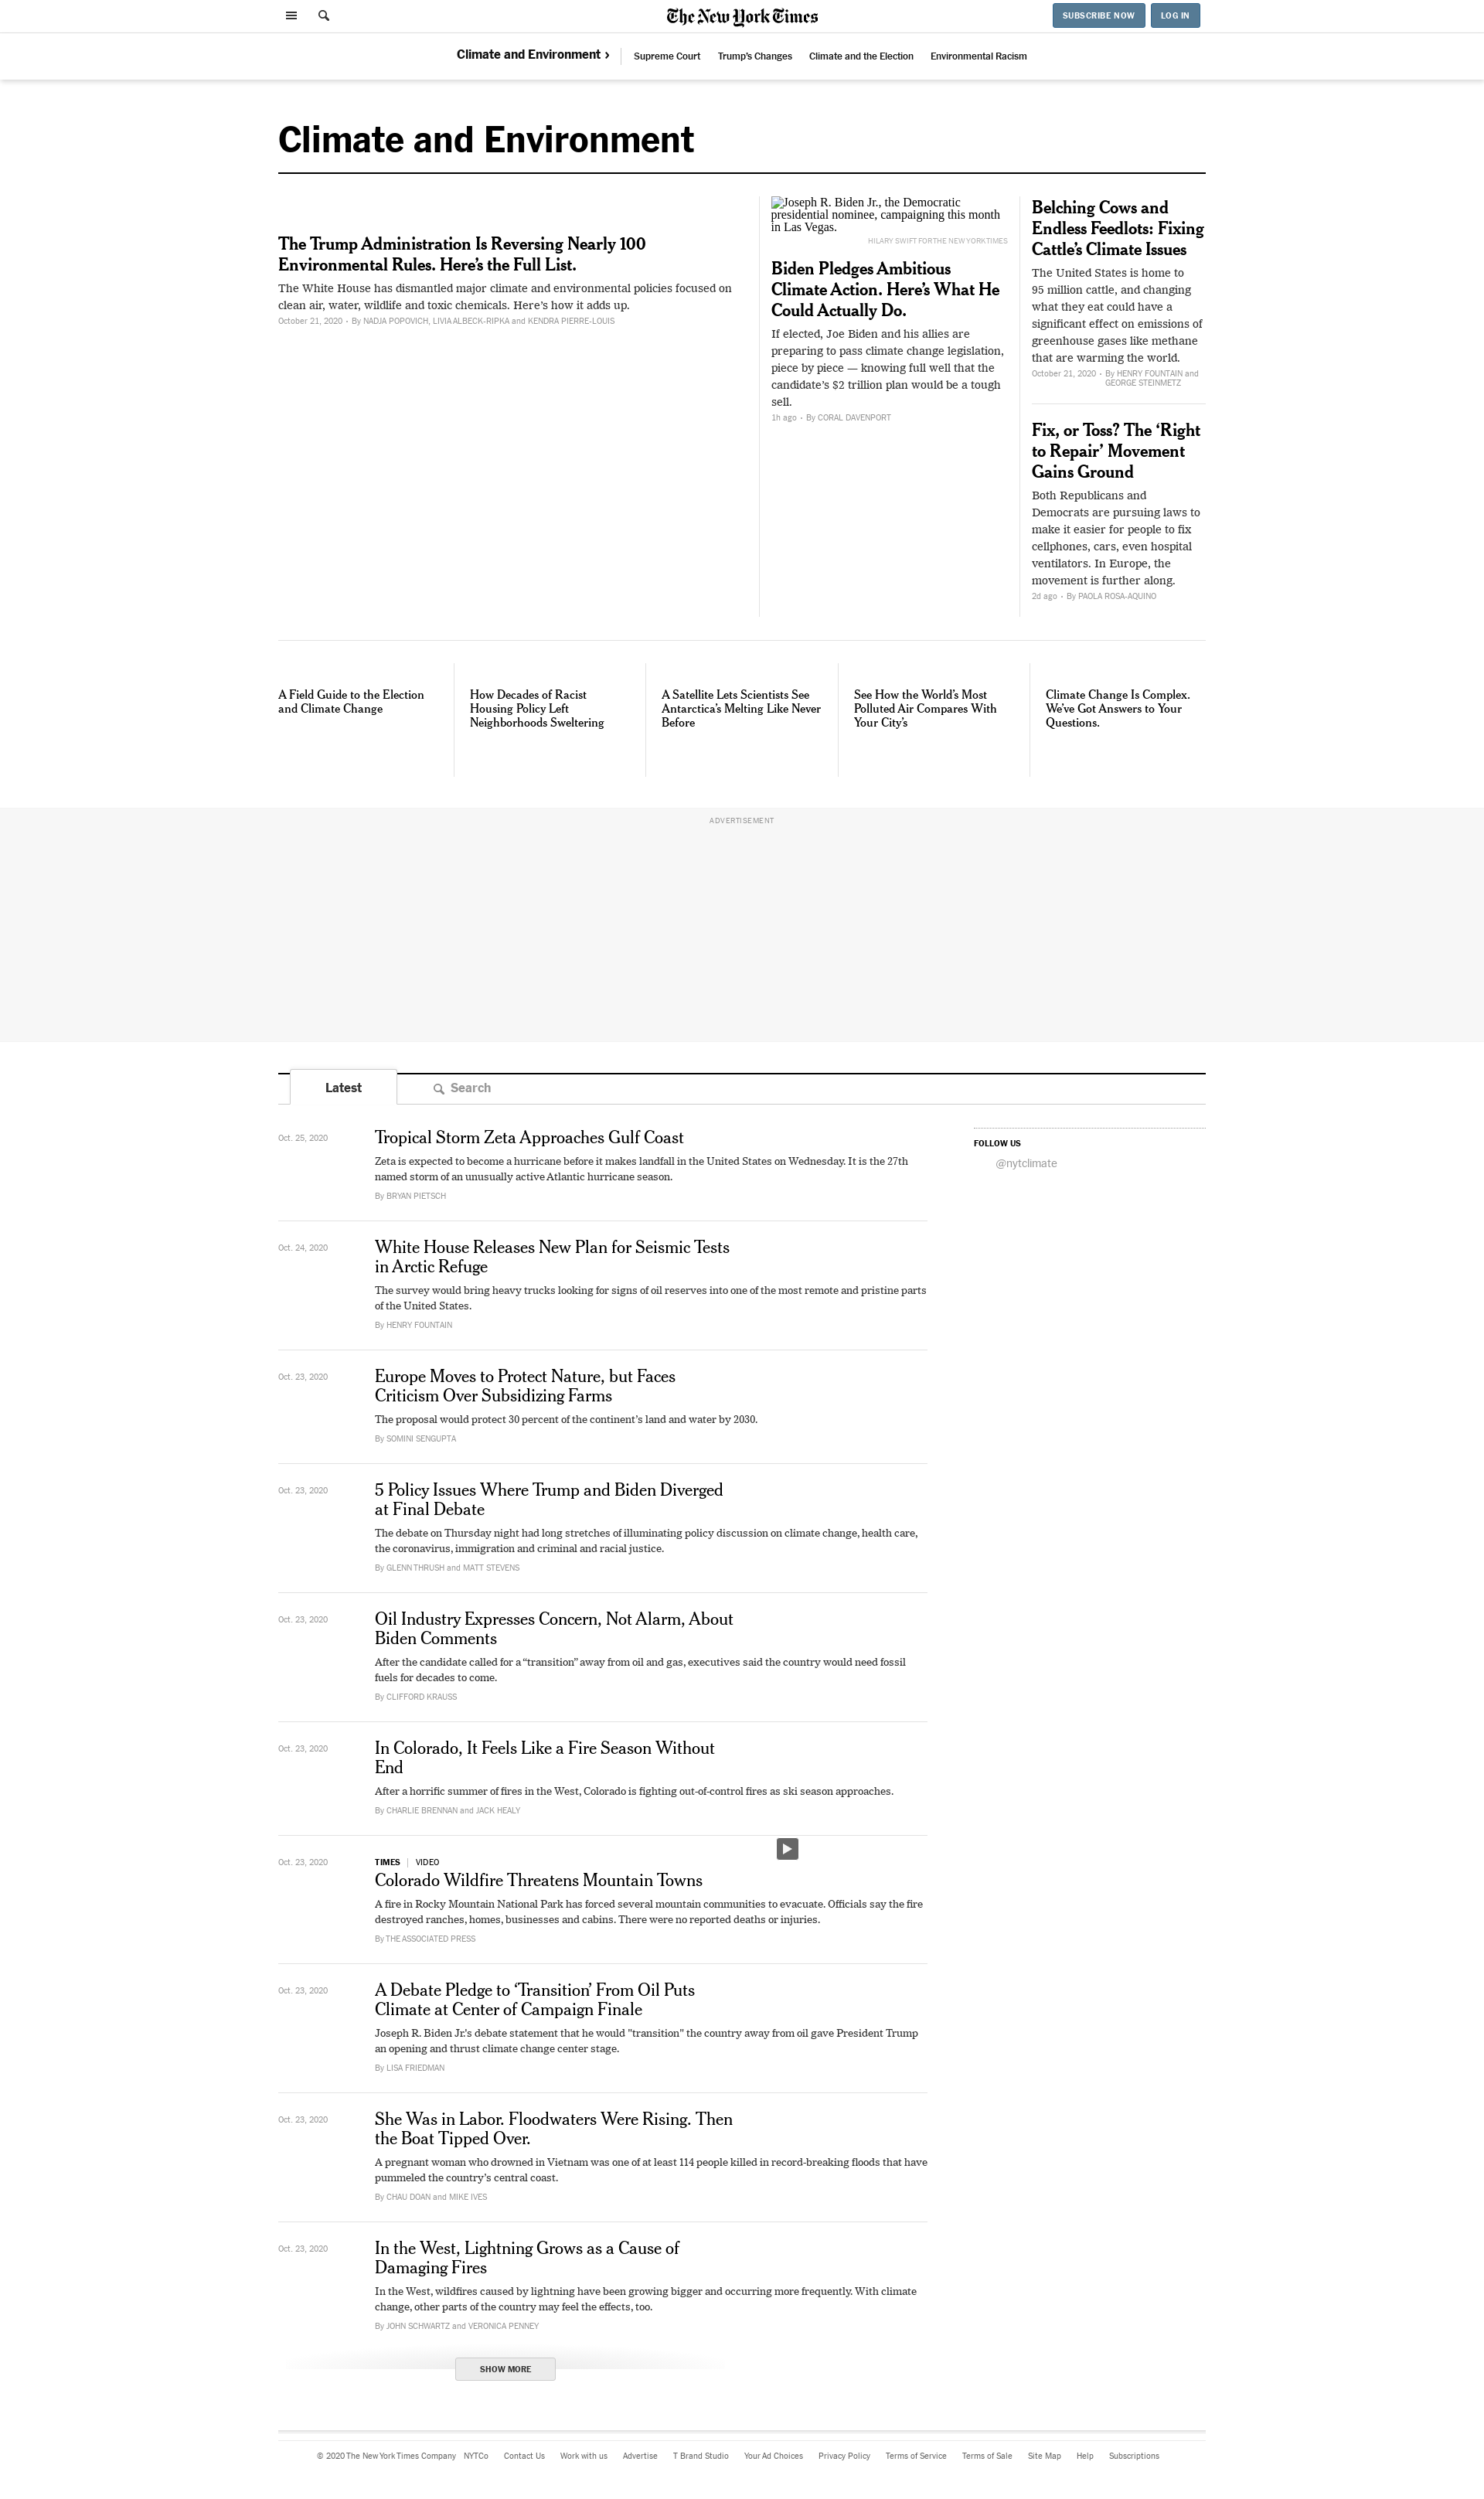 The New York Times
SUBSCRIBE NOW
LOG IN
Climate and Environment ›
Supreme Court
Trump's Changes
Climate and the Election
Environmental Racism
Climate and Environment
The Trump Administration Is Reversing Nearly 100
Environmental Rules. Here's the Full List.
The White House has dismantled major climate and environmental policies focused on
clean air, water, wildlife and toxic chemicals. Here's how it adds up.
October 21, 2020 • By NADJA POPOVICH, LIVIA ALBECK-RIPKA and KENDRA PIERRE-LOUIS
Joseph R. Biden Jr., the Democratic
presidential nominee, campaigning this month
in Las Vegas.
HILARY SWIFT FOR THE NEW YORK TIMES
Biden Pledges Ambitious
Climate Action. Here's What He
Could Actually Do.
If elected, Joe Biden and his allies are
preparing to pass climate change legislation,
piece by piece — knowing full well that the
candidate's $2 trillion plan would be a tough
sell.
1h ago • By CORAL DAVENPORT
Belching Cows and
Endless Feedlots: Fixing
Cattle's Climate Issues
The United States is home to
95 million cattle, and changing
what they eat could have a
significant effect on emissions of
greenhouse gases like methane
that are warming the world.
October 21, 2020 • By HENRY FOUNTAIN and
GEORGE STEINMETZ
Fix, or Toss? The 'Right
to Repair' Movement
Gains Ground
Both Republicans and
Democrats are pursuing laws to
make it easier for people to fix
cellphones, cars, even hospital
ventilators. In Europe, the
movement is further along.
2d ago • By PAOLA ROSA-AQUINO
A Field Guide to the Election
and Climate Change
How Decades of Racist
Housing Policy Left
Neighborhoods Sweltering
A Satellite Lets Scientists See
Antarctica's Melting Like Never
Before
See How the World's Most
Polluted Air Compares With
Your City's
Climate Change Is Complex.
We've Got Answers to Your
Questions.
ADVERTISEMENT
Latest
Search
Oct. 25, 2020
Tropical Storm Zeta Approaches Gulf Coast
Zeta is expected to become a hurricane before it makes landfall in the United States on Wednesday. It is the 27th
named storm of an unusually active Atlantic hurricane season.
By BRYAN PIETSCH
FOLLOW US
@nytclimate
Oct. 24, 2020
White House Releases New Plan for Seismic Tests
in Arctic Refuge
The survey would bring heavy trucks looking for signs of oil reserves into one of the most remote and pristine parts
of the United States.
By HENRY FOUNTAIN
Oct. 23, 2020
Europe Moves to Protect Nature, but Faces
Criticism Over Subsidizing Farms
The proposal would protect 30 percent of the continent's land and water by 2030.
By SOMINI SENGUPTA
Oct. 23, 2020
5 Policy Issues Where Trump and Biden Diverged
at Final Debate
The debate on Thursday night had long stretches of illuminating policy discussion on climate change, health care,
the coronavirus, immigration and criminal and racial justice.
By GLENN THRUSH and MATT STEVENS
Oct. 23, 2020
Oil Industry Expresses Concern, Not Alarm, About
Biden Comments
After the candidate called for a “transition” away from oil and gas, executives said the country would need fossil
fuels for decades to come.
By CLIFFORD KRAUSS
Oct. 23, 2020
In Colorado, It Feels Like a Fire Season Without
End
After a horrific summer of fires in the West, Colorado is fighting out-of-control fires as ski season approaches.
By CHARLIE BRENNAN and JACK HEALY
Oct. 23, 2020
TIMES | VIDEO
Colorado Wildfire Threatens Mountain Towns
A fire in Rocky Mountain National Park has forced several mountain communities to evacuate. Officials say the fire
destroyed ranches, homes, businesses and cabins. There were no reported deaths or injuries.
By THE ASSOCIATED PRESS
Oct. 23, 2020
A Debate Pledge to 'Transition' From Oil Puts
Climate at Center of Campaign Finale
Joseph R. Biden Jr.'s debate statement that he would "transition" the country away from oil gave President Trump
an opening and thrust climate change center stage.
By LISA FRIEDMAN
Oct. 23, 2020
She Was in Labor. Floodwaters Were Rising. Then
the Boat Tipped Over.
A pregnant woman who drowned in Vietnam was one of at least 114 people killed in record-breaking floods that have
pummeled the country's central coast.
By CHAU DOAN and MIKE IVES
Oct. 23, 2020
In the West, Lightning Grows as a Cause of
Damaging Fires
In the West, wildfires caused by lightning have been growing bigger and occurring more frequently. With climate
change, other parts of the country may feel the effects, too.
By JOHN SCHWARTZ and VERONICA PENNEY
SHOW MORE
© 2020 The New York Times Company
NYTCo
Contact Us
Work with us
Advertise
T Brand Studio
Your Ad Choices
Privacy Policy
Terms of Service
Terms of Sale
Site Map
Help
Subscriptions